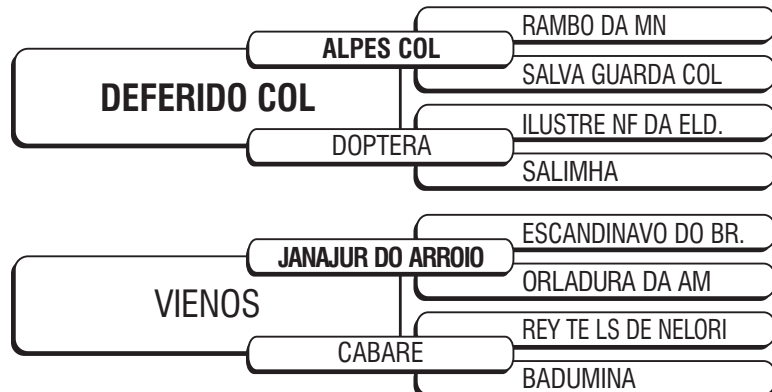 RAMBO DA MN
ALPES COL
SALVA GUARDA COL
DEFERIDO COL
ILUSTRE NF DA ELD.
DOPTERA
SALIMHA
ESCANDINAVO DO BR.
JANAJUR DO ARROIO
ORLADURA DA AM
VIENOS
REY TE LS DE NELORI
CABARE
BADUMINA